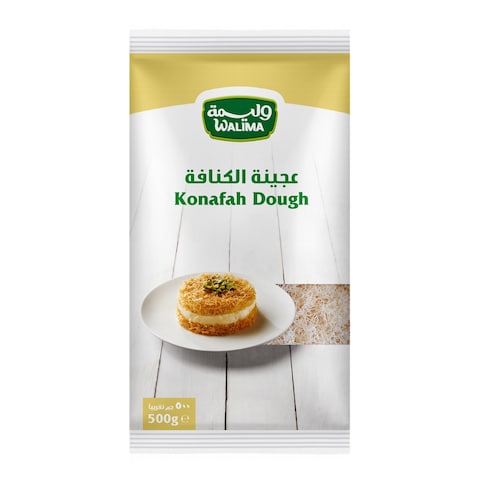 وليمة
WALIMA
عجينة الكنافة
Konafah Dough
٥٠٠ جم تقريبا
500g ℮